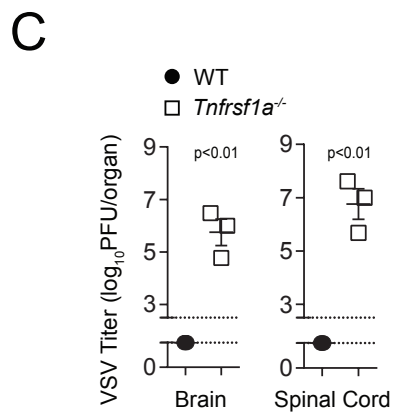 C
WT
Tnfrsf1a-/-
VSV Titer (log10PFU/organ)
9
7
5
3
0
p<0.01
Brain
9
7
5
3
0
p<0.01
Spinal Cord